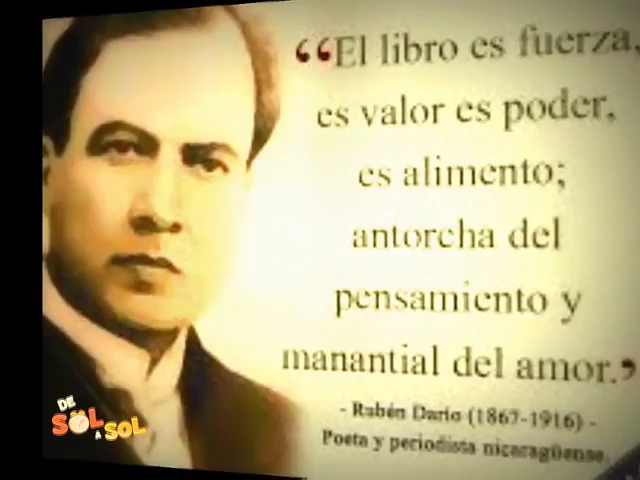 “El libro es fuerza,
es valor es poder,
es alimento;
antorcha del
pensamiento y
manantial del amor.”
- Rubén Darío (1867-1916) -
Poeta y periodista nicaragüense.
DE
SOL
A SOL